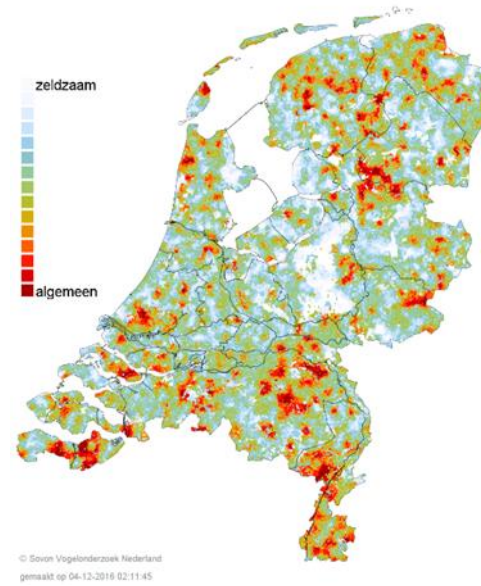 zeldzaam
algemeen
© Sovon Vogelonderzoek Nederland
gemaakt op 04-12-2016 02:11:45